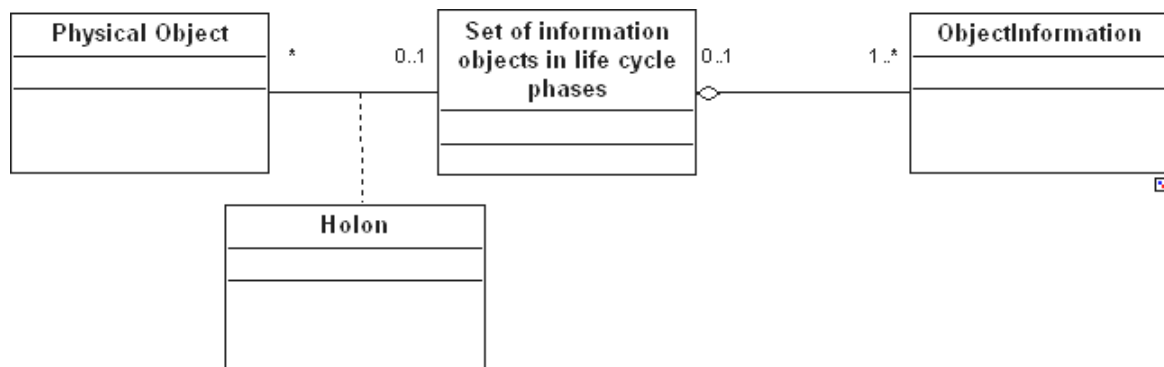 Physical Object
*
0..1
Set of information
objects in life cycle
phases
0..1
1..*
ObjectInformation
Holon